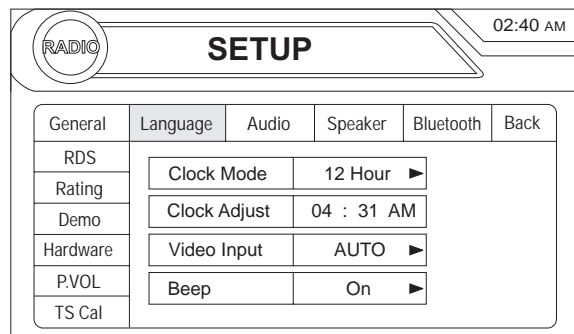 RADIO
SETUP
02:40 AM
General Language Audio Speaker Bluetooth Back
RDS
Rating
Demo
Hardware
P.VOL
TS Cal
Clock Mode 12 Hour
Clock Adjust 04 : 31 AM
Video Input AUTO
Beep On